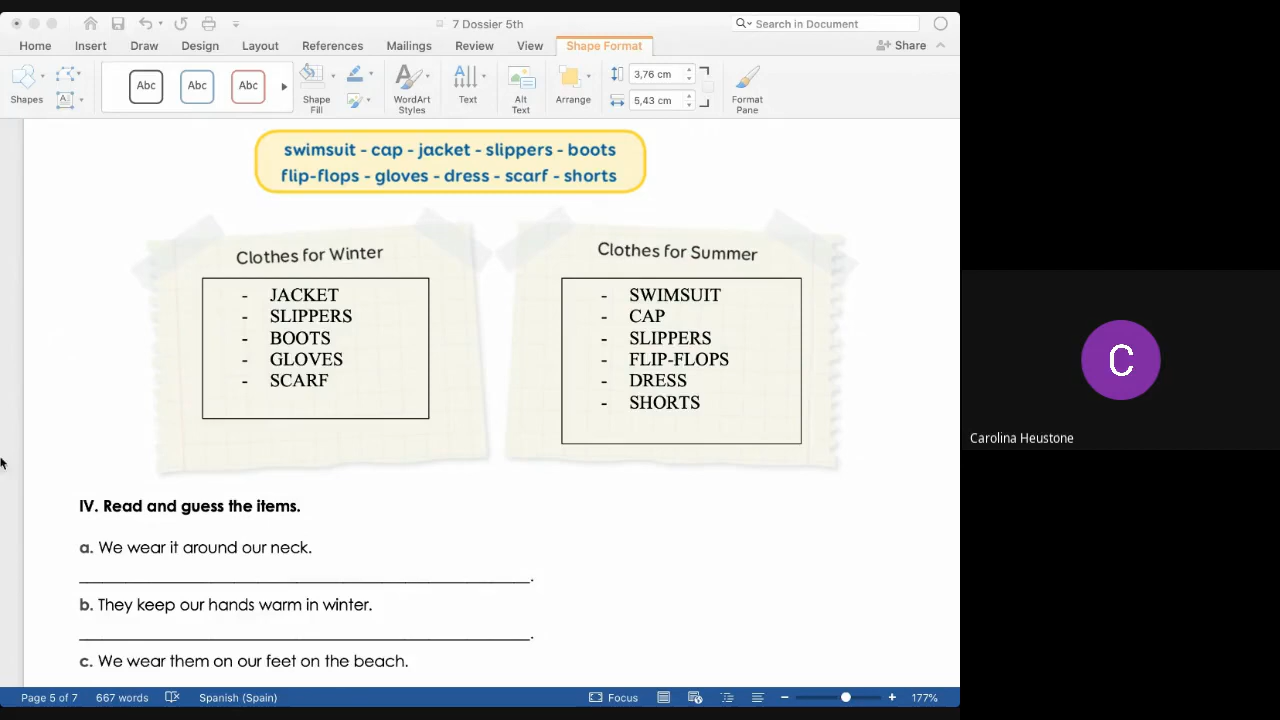 7 Dossier 5th
Search in Document
Home Insert Draw Design Layout References Mailings Review View Shape Format Share
Abc Abc Abc
3,76 cm
5,43 cm
Shapes
Shape Fill
WordArt Styles
Text
Alt Text
Arrange
Format Pane
swimsuit - cap - jacket - slippers - boots
flip-flops - gloves - dress - scarf - shorts
Clothes for Winter
- JACKET
- SLIPPERS
- BOOTS
- GLOVES
- SCARF
Clothes for Summer
- SWIMSUIT
- CAP
- SLIPPERS
- FLIP-FLOPS
- DRESS
- SHORTS
IV. Read and guess the items.
a. We wear it around our neck.
_______________________________________________.
b. They keep our hands warm in winter.
_______________________________________________.
c. We wear them on our feet on the beach.
Page 5 of 7 667 words Spanish (Spain) Focus 177%
C
Carolina Heustone